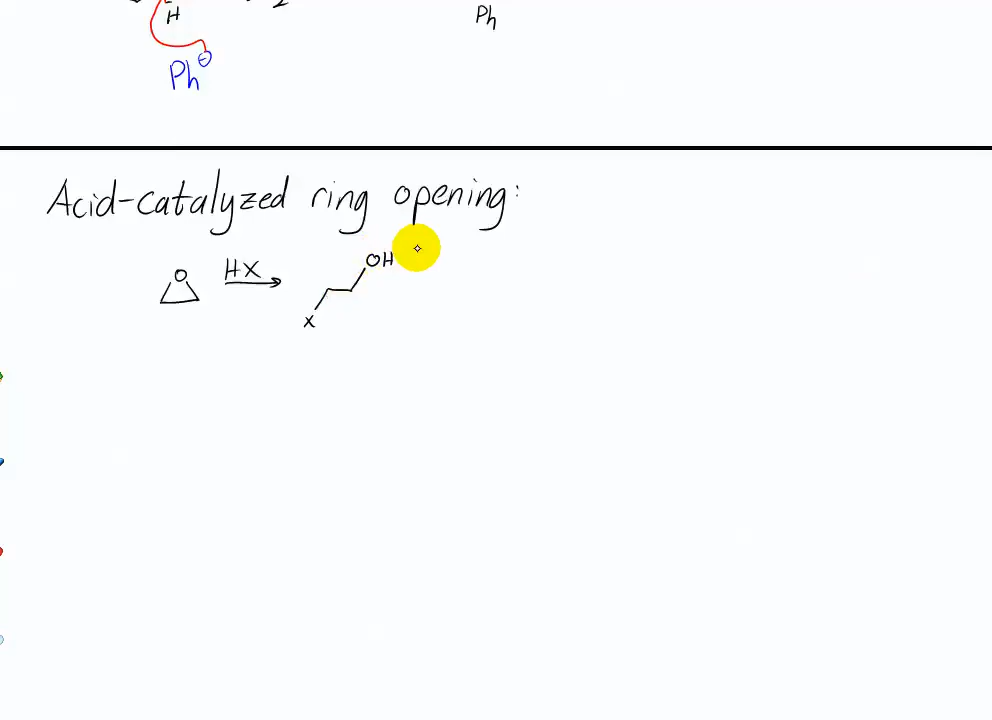 H
Ph
Ph⊖
Acid-catalyzed ring opening:
O
HX
OH
X